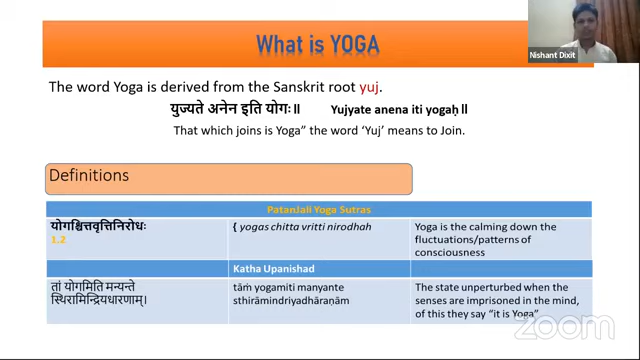 What is YOGA
Nishant Dixit
The word Yoga is derived from the Sanskrit root yuj.
युज्यते अनेन इति योगः॥ Yujyate anena iti yogaḥ ॥
That which joins is Yoga” the word ‘Yuj’ means to Join.
Definitions
PatanJali Yoga Sutras
योगश्चित्तवृत्तिनिरोधः { yogas chitta vritti nirodhah Yoga is the calming down the
1.2 fluctuations/patterns of
consciousness
Katha Upanishad
तां योगमिति मन्यन्ते tāṁ yogamiti manyante The state unperturbed when the
स्थिरामिन्द्रियधारणाम्। sthirāmindriyadhāraṇām senses are imprisoned in the mind,
of this they say “it is Yoga”
zoom